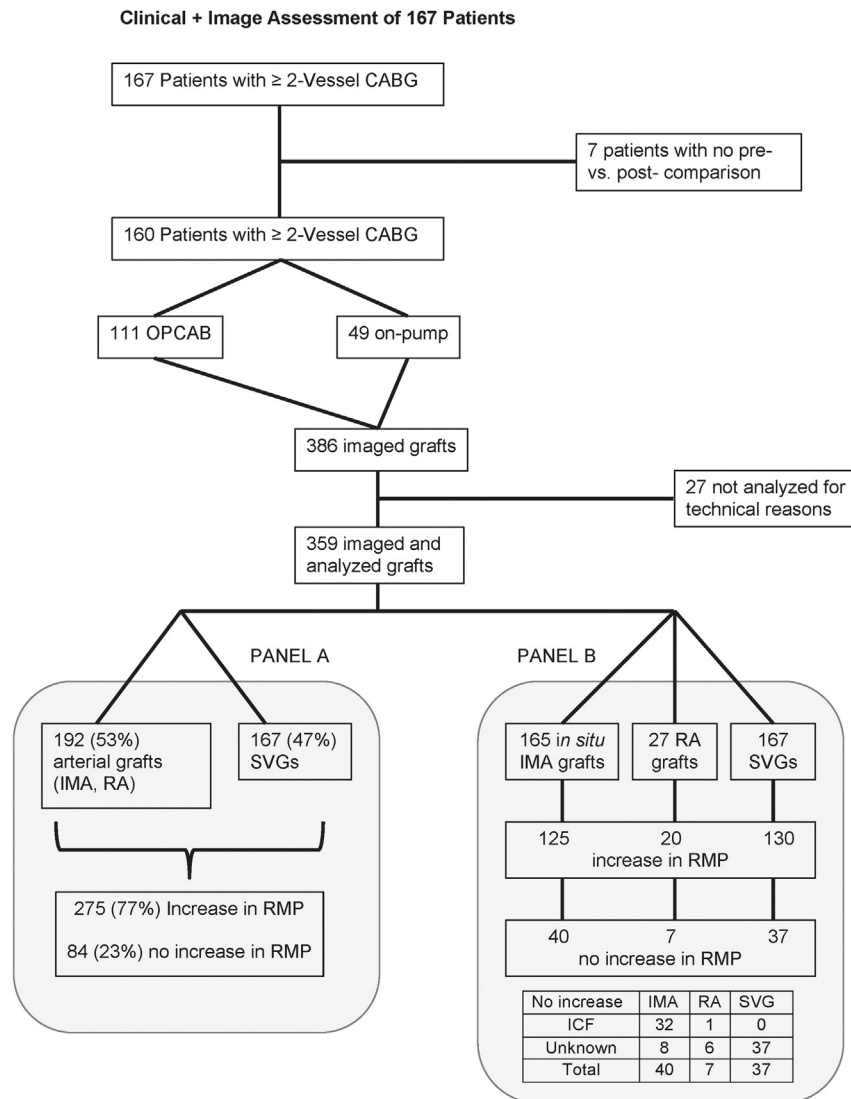 Clinical + Image Assessment of 167 Patients
167 Patients with ≥ 2-Vessel CABG
7 patients with no pre-
vs. post- comparison
160 Patients with ≥ 2-Vessel CABG
111 OPCAB
49 on-pump
386 imaged grafts
27 not analyzed for
technical reasons
359 imaged and
analyzed grafts
PANEL A
192 (53%)
arterial grafts
(IMA, RA)
167 (47%)
SVGs
275 (77%) Increase in RMP
84 (23%) no increase in RMP
PANEL B
165 in situ
IMA grafts
27 RA
grafts
167
SVGs
125 20 130
increase in RMP
40 7 37
no increase in RMP
No increase IMA RA SVG
ICF 32 1 0
Unknown 8 6 37
Total 40 7 37